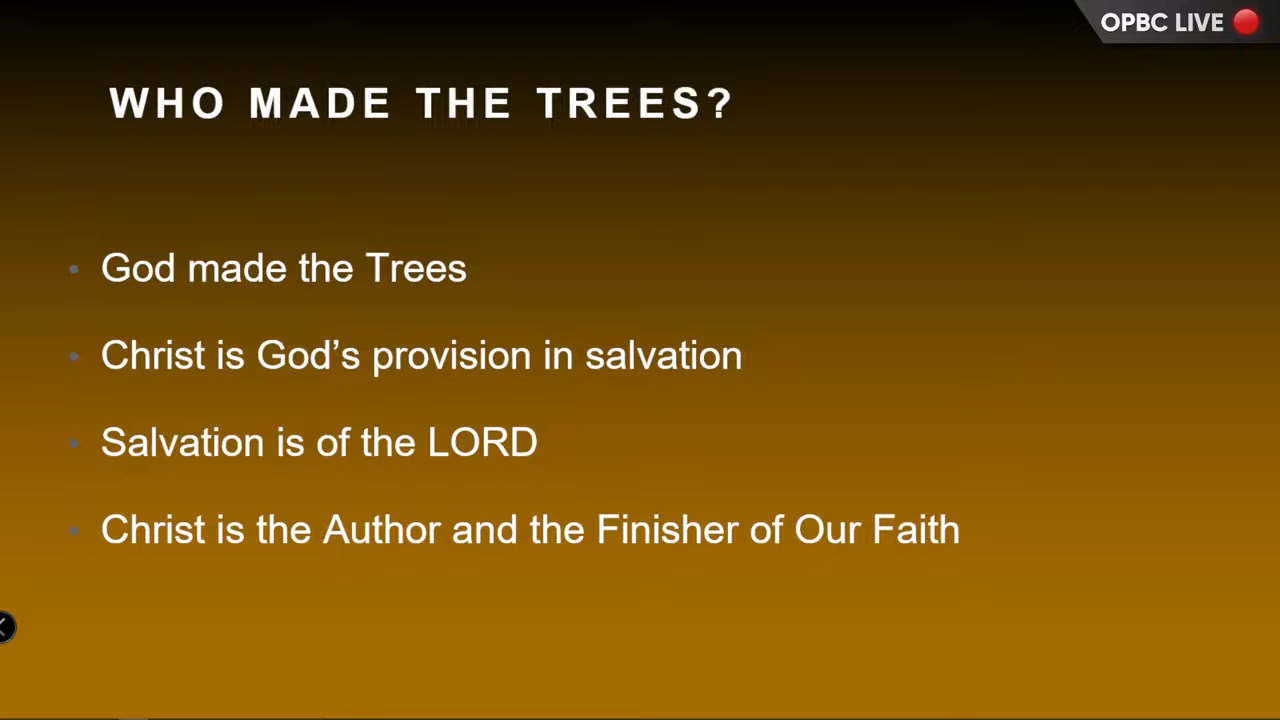 OPBC LIVE
WHO MADE THE TREES?
God made the Trees
Christ is God’s provision in salvation
Salvation is of the LORD
Christ is the Author and the Finisher of Our Faith